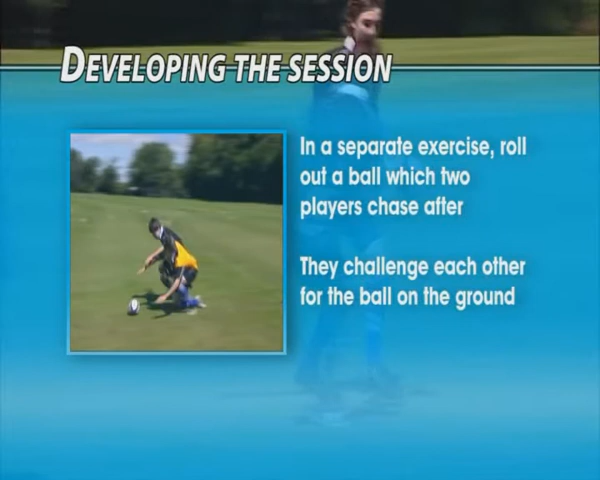 DEVELOPING THE SESSION
In a separate exercise, roll
out a ball which two
players chase after
They challenge each other
for the ball on the ground